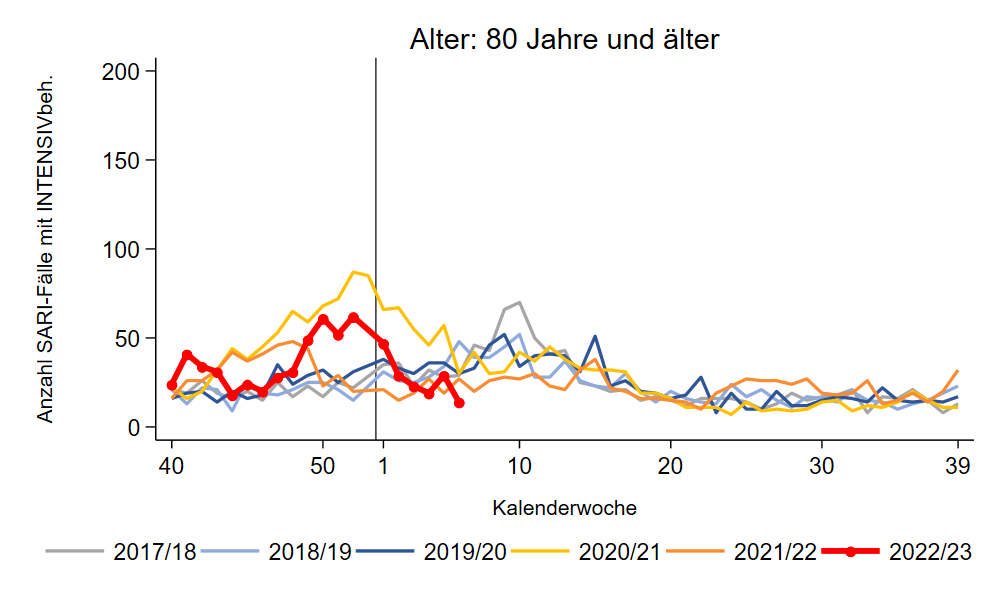 Alter: 80 Jahre und älter
Anzahl SARI-Fälle mit INTENSIVbeh.
200
150
100
50
0
40 50 1 10 20 30 39
Kalenderwoche
2017/18 2018/19 2019/20 2020/21 2021/22 2022/23